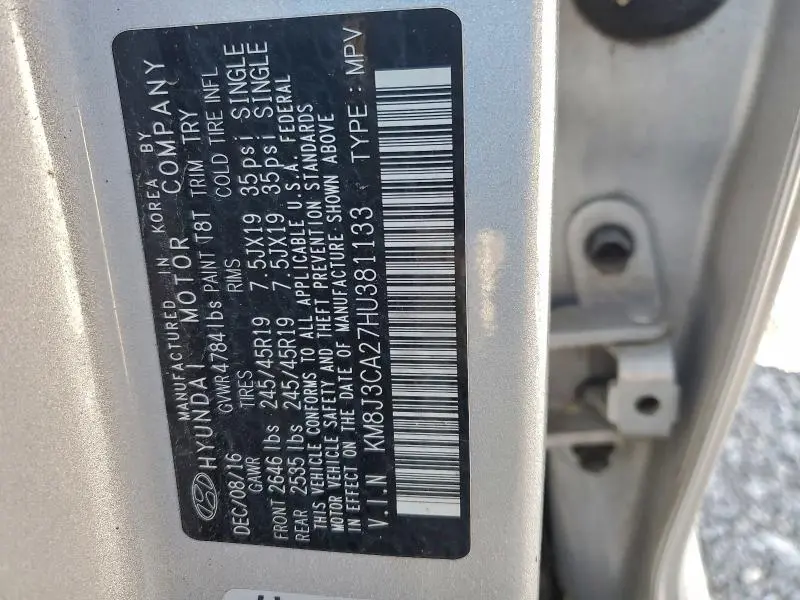 MANUFACTURED IN KOREA BY
HYUNDAI MOTOR COMPANY
DEC/08/16 GVWR 4784lbs PAINT T8T TRIM TRY
GAWR TIRES RIMS COLD TIRE INFL
FRONT 2646 lbs 245/45R19 7.5JX19 35psi SINGLE
REAR 2535 lbs 245/45R19 7.5JX19 35psi SINGLE
THIS VEHICLE CONFORMS TO ALL APPLICABLE U.S.A. FEDERAL
MOTOR VEHICLE SAFETY AND THEFT PREVENTION STANDARDS
IN EFFECT ON THE DATE OF MANUFACTURE SHOWN ABOVE
V.I.N KM8J3CA27HU381133 TYPE : MPV